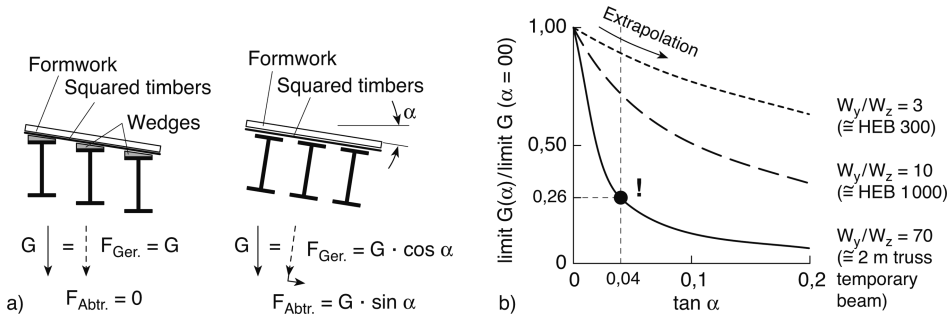 Formwork
Squared timbers
Wedges
G = F_Ger. = G
F_Abtr. = 0
a)
Formwork
Squared timbers
α
G = F_Ger. = G · cos α
F_Abtr. = G · sin α
b)
limit G(α)/limit G (α = 00)
1,00
0,50
0,26
0
Extrapolation
!
0
0,04
0,1
0,2
tan α
W_y/W_z = 3
(≅ HEB 300)
W_y/W_z = 10
(≅ HEB 1000)
W_y/W_z = 70
(≅ 2 m truss
temporary
beam)